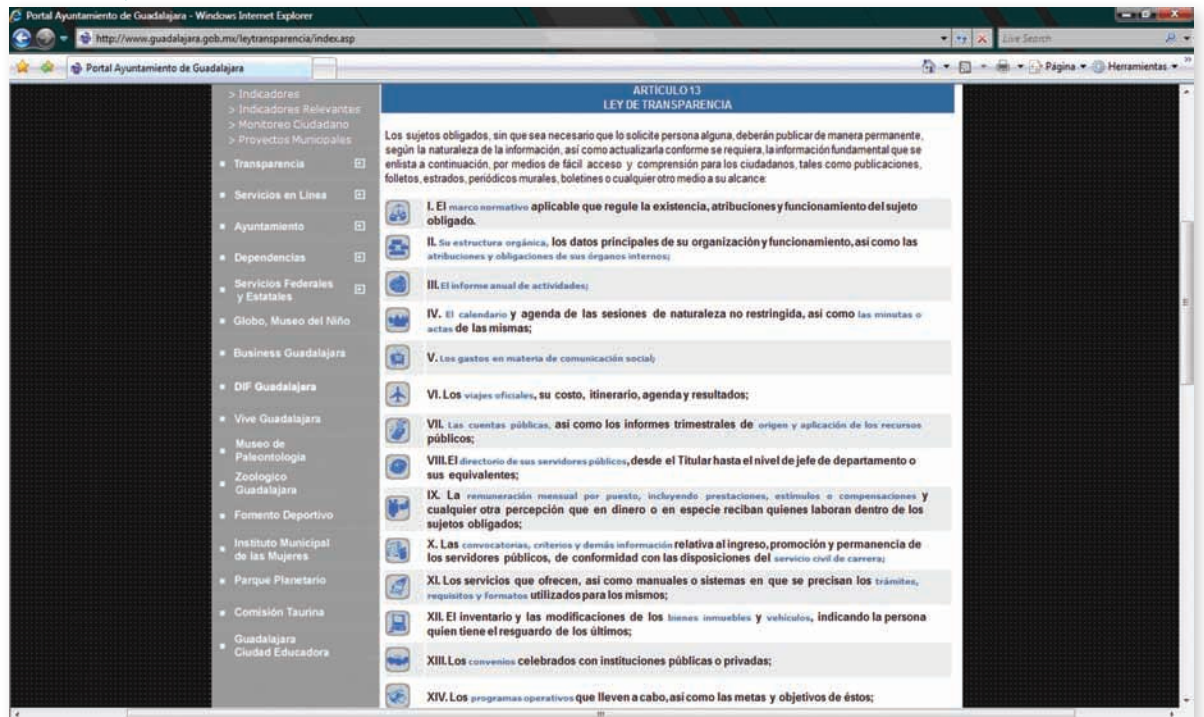 Portal Ayuntamiento de Guadalajara - Windows Internet Explorer
http://www.guadalajara.gob.mx/leytransparencia/index.asp
Live Search
Portal Ayuntamiento de Guadalajara
Página
Herramientas
> Indicadores
> Indicadores Relevantes
> Monitoreo Ciudadano
> Proyectos Municipales
Transparencia
Servicios en Línea
Ayuntamiento
Dependencias
Servicios Federales
y Estatales
Globo, Museo del Niño
Business Guadalajara
DIF Guadalajara
Vive Guadalajara
Museo de
Paleontología
Zoologico
Guadalajara
Fomento Deportivo
Instituto Municipal
de las Mujeres
Parque Planetario
Comisión Taurina
Guadalajara
Ciudad Educadora
ARTÍCULO 13
LEY DE TRANSPARENCIA
Los sujetos obligados, sin que sea necesario que lo solicite persona alguna, deberán publicar de manera permanente,
según la naturaleza de la información, así como actualizarla conforme se requiera, la información fundamental que se
enlista a continuación, por medios de fácil acceso y comprensión para los ciudadanos, tales como publicaciones,
folletos, estrados, periódicos murales, boletines o cualquier otro medio a su alcance:
I. El marco normativo aplicable que regule la existencia, atribuciones y funcionamiento del sujeto
obligado.
II. Su estructura orgánica, los datos principales de su organización y funcionamiento, así como las
atribuciones y obligaciones de sus órganos internos;
III. El informe anual de actividades;
IV. El calendario y agenda de las sesiones de naturaleza no restringida, así como las minutas o
actas de las mismas;
V. Los gastos en materia de comunicación social;
VI. Los viajes oficiales, su costo, itinerario, agenda y resultados;
VII. Las cuentas públicas, así como los informes trimestrales de origen y aplicación de los recursos
públicos;
VIII. El directorio de sus servidores públicos, desde el Titular hasta el nivel de jefe de departamento o
sus equivalentes;
IX. La remuneración mensual por puesto, incluyendo prestaciones, estímulos o compensaciones y
cualquier otra percepción que en dinero o en especie reciban quienes laboran dentro de los
sujetos obligados;
X. Las convocatorias, criterios y demás información relativa al ingreso, promoción y permanencia de
los servidores públicos, de conformidad con las disposiciones del servicio civil de carrera;
XI. Los servicios que ofrecen, así como manuales o sistemas en que se precisan los trámites,
requisitos y formatos utilizados para los mismos;
XII. El inventario y las modificaciones de los bienes inmuebles y vehículos, indicando la persona
quien tiene el resguardo de los últimos;
XIII. Los convenios celebrados con instituciones públicas o privadas;
XIV. Los programas operativos que lleven a cabo, así como las metas y objetivos de éstos;